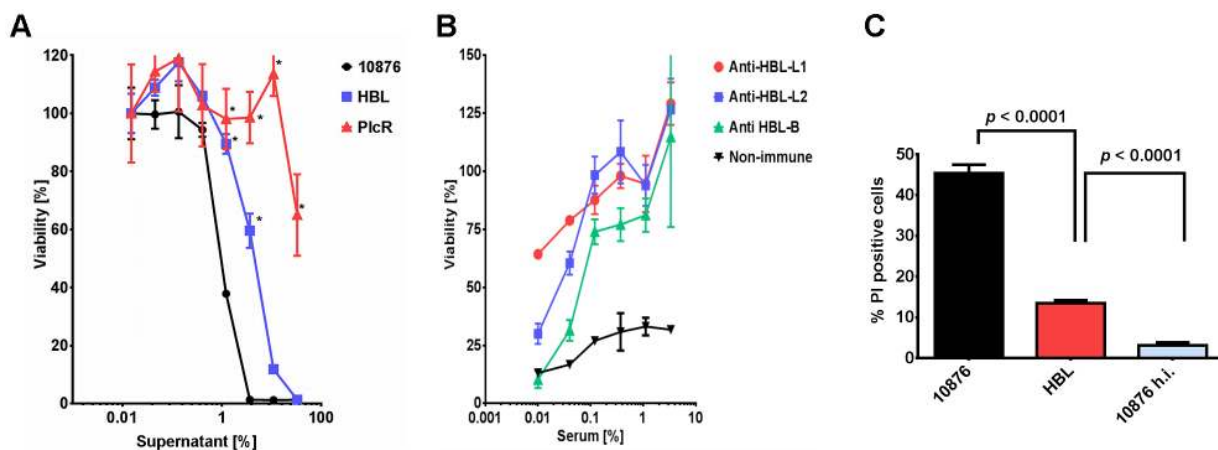 A
120
100
80
60
40
20
0
Viability [%]
0.01
1
100
Supernatant [%]
10876
HBL
PlcR
*
*
*
*
*
*
B
150
125
100
75
50
25
0
Viability [%]
0.001
0.01
0.1
1
10
Serum [%]
Anti-HBL-L1
Anti-HBL-L2
Anti HBL-B
Non-immune
C
p < 0.0001
p < 0.0001
50
40
30
20
10
0
% PI positive cells
10876
HBL
10876 h.i.